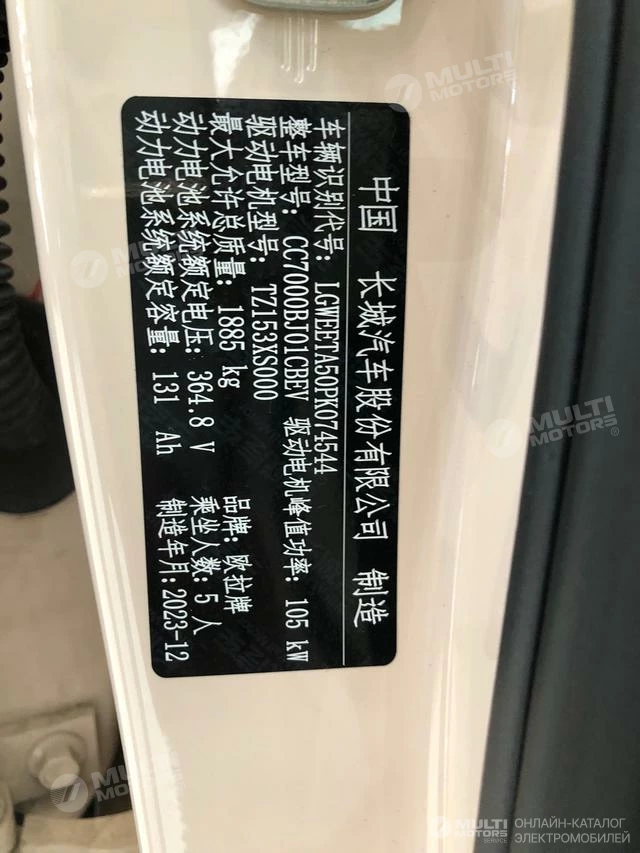 中国 长城汽车股份有限公司 制造
车辆识别代号: LGWEETA50PK074544
整车型号: CC7000BJ01CBEV 驱动电机峰值功率: 105 kW
驱动电机型号: TZ153XS000 品牌: 欧拉牌
最大允许总质量: 1885 kg 乘坐人数: 5 人
动力电池系统额定电压: 364.8 V 制造年月: 2023-12
动力电池系统额定容量: 131 Ah
MULTI
MOTORS
MULTI
MOTORS
MULTI
MOTORS®
MULTI
MOTORS
MULTI
MOTORS
SERVICE
ОНЛАЙН-КАТАЛОГ
ЭЛЕКТРОМОБИЛЕЙ